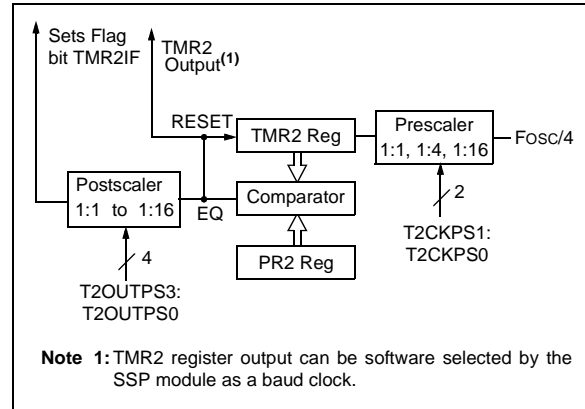 Sets Flag
bit TMR2IF
TMR2
Output(1)
RESET
TMR2 Reg
Prescaler
1:1, 1:4, 1:16
FOSC/4
Postscaler
1:1 to 1:16
EQ
Comparator
2
T2CKPS1:
T2CKPS0
PR2 Reg
4
T2OUTPS3:
T2OUTPS0
Note 1: TMR2 register output can be software selected by the
SSP module as a baud clock.